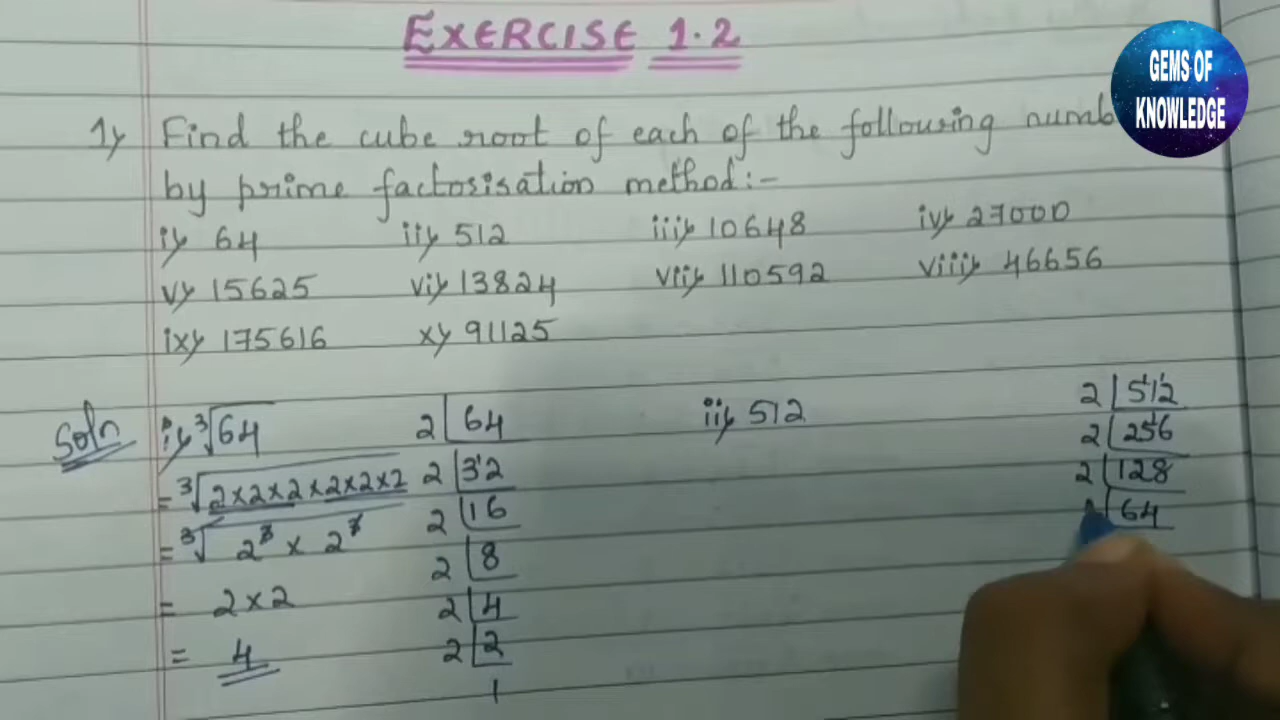 EXERCISE 1.2
GEMS OF
KNOWLEDGE
1) Find the cube root of each of the following numb
by prime factorisation method:-
i) 64 ii) 512 iii) 10648 iv) 27000
v) 15625 vi) 13824 vii) 110592 viii) 46656
ix) 175616 x) 91125
Soln i) ³√64 2 | 64 ii) 512 2 | 512
= ³√2×2×2×2×2×2 2 | 32 2 | 256
= ³√2³ × 2³ 2 | 16 2 | 128
= 2×2 2 | 8 64
= 4 2 | 4
2 | 2
1